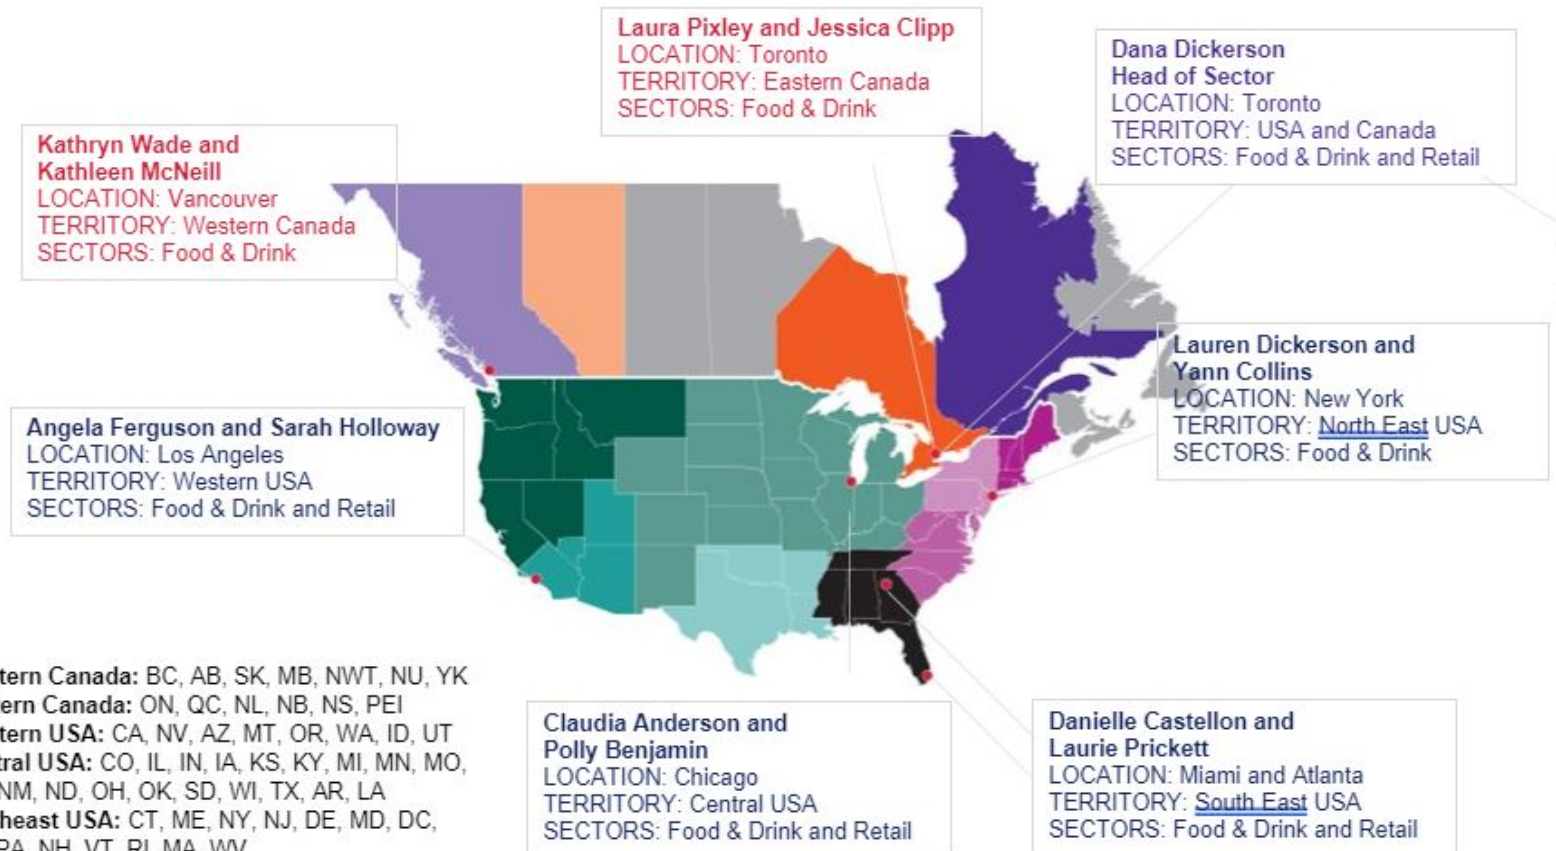 Laura Pixley and Jessica Clipp
LOCATION: Toronto
TERRITORY: Eastern Canada
SECTORS: Food & Drink
Dana Dickerson
Head of Sector
LOCATION: Toronto
TERRITORY: USA and Canada
SECTORS: Food & Drink and Retail
Kathryn Wade and
Kathleen McNeill
LOCATION: Vancouver
TERRITORY: Western Canada
SECTORS: Food & Drink
Lauren Dickerson and
Yann Collins
LOCATION: New York
TERRITORY: North East USA
SECTORS: Food & Drink
Angela Ferguson and Sarah Holloway
LOCATION: Los Angeles
TERRITORY: Western USA
SECTORS: Food & Drink and Retail
tern Canada: BC, AB, SK, MB, NWT, NU, YK
ern Canada: ON, QC, NL, NB, NS, PEI
tern USA: CA, NV, AZ, MT, OR, WA, ID, UT
tral USA: CO, IL, IN, IA, KS, KY, MI, MN, MO,
NM, ND, OH, OK, SD, WI, TX, AR, LA
heast USA: CT, ME, NY, NJ, DE, MD, DC,
PA, NH, VT, RI, MA, WV
Claudia Anderson and
Polly Benjamin
LOCATION: Chicago
TERRITORY: Central USA
SECTORS: Food & Drink and Retail
Danielle Castellon and
Laurie Prickett
LOCATION: Miami and Atlanta
TERRITORY: South East USA
SECTORS: Food & Drink and Retail